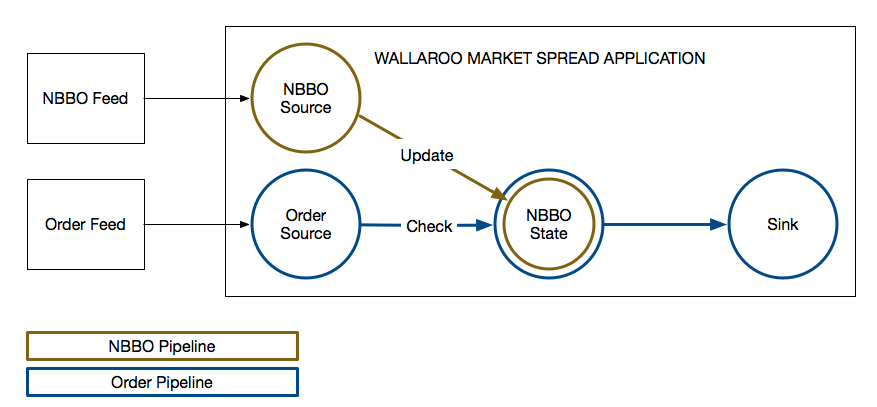 WALLAROO MARKET SPREAD APPLICATION
NBBO Feed
NBBO
Source
Update
Order Feed
Order
Source
Check
NBBO
State
Sink
NBBO Pipeline
Order Pipeline